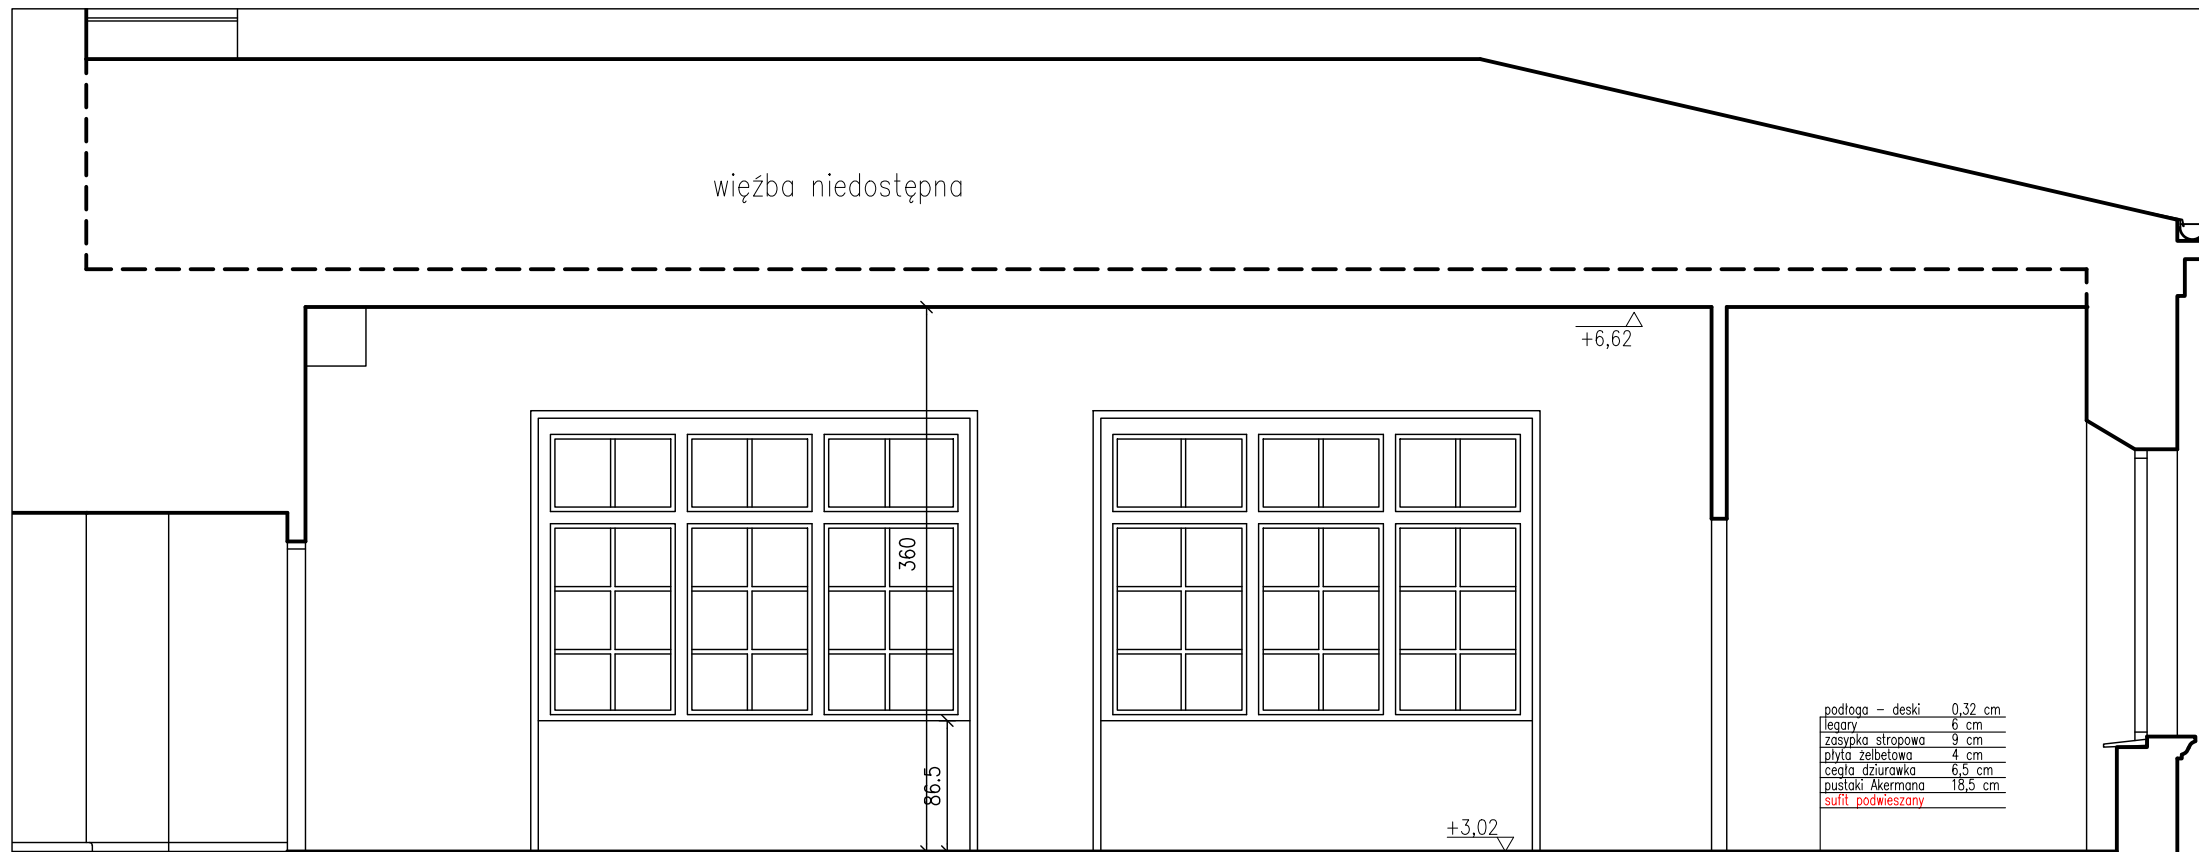 więźba niedostępna
+6,62
360
86.5
+3,02
podłoga – deski 0,32 cm
legary 6 cm
zasypka stropowa 9 cm
płyta żelbetowa 4 cm
cegła dziurawka 6,5 cm
pustaki Akermana 18,5 cm
sufit podwieszany